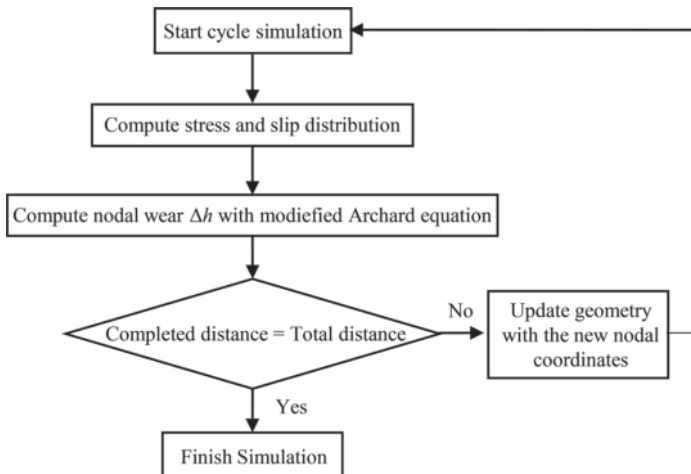 Start cycle simulation
Compute stress and slip distribution
Compute nodal wear Δh with modiefied Archard equation
Completed distance = Total distance
No
Update geometry
with the new nodal
coordinates
Yes
Finish Simulation